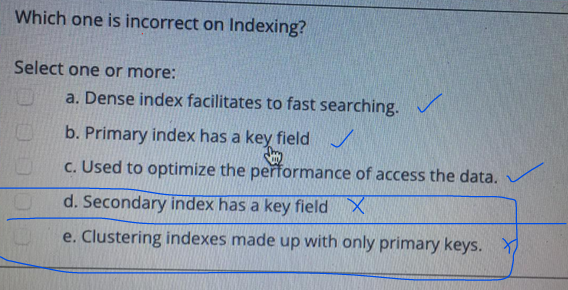 Which one is incorrect on Indexing?
Select one or more:
a. Dense index facilitates to fast searching.
b. Primary index has a key field
c. Used to optimize the performance of access the data.
d. Secondary index has a key field
e. Clustering indexes made up with only primary keys.